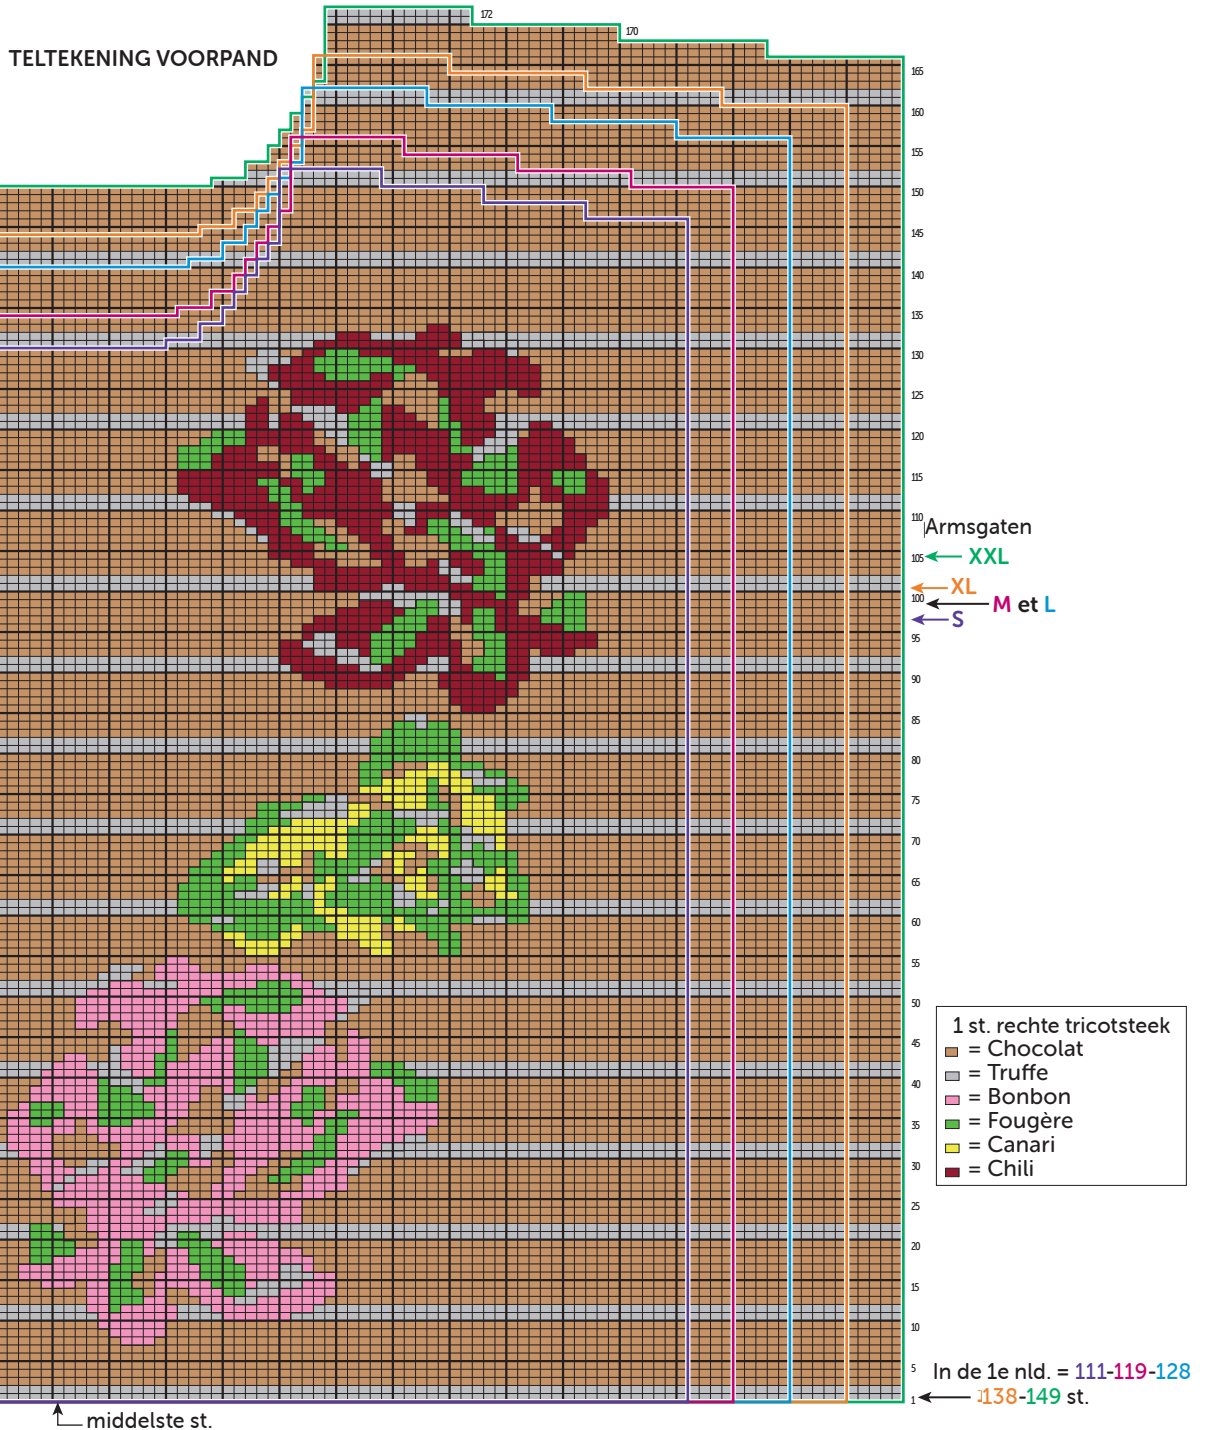 172
170
TELTEKENING VOORPAND
165
160
155
150
145
140
135
130
125
120
115
110
Armsgaten
105
XXL
XL
100
M et L
S
95
90
85
80
75
70
65
60
55
50
1 st. rechte tricotsteek
= Chocolat
= Truffe
= Bonbon
= Fougère
= Canari
= Chili
45
40
35
30
25
20
15
10
5
In de 1e nld. = 111-119-128
1
138-149 st.
middelste st.